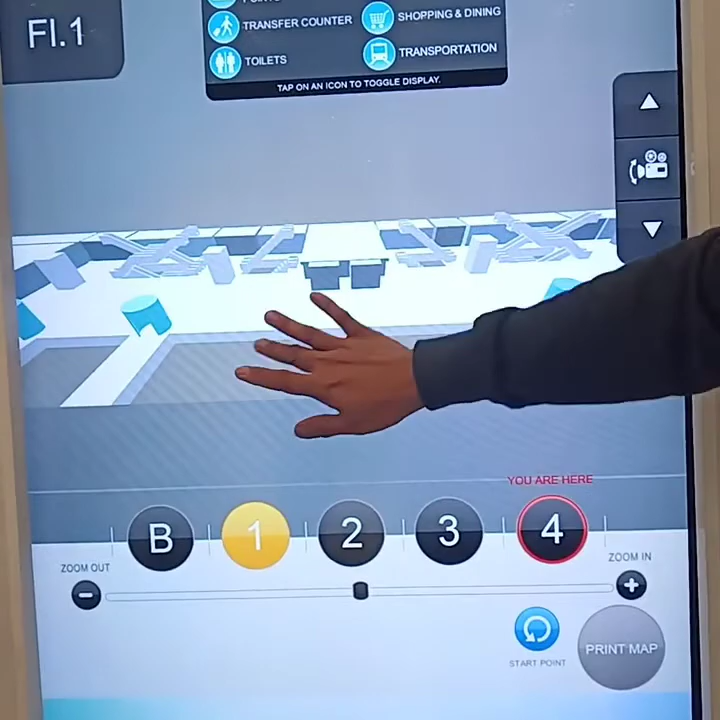 Fl.1
TRANSFER COUNTER
SHOPPING & DINING
TOILETS
TRANSPORTATION
TAP ON AN ICON TO TOGGLE DISPLAY.
YOU ARE HERE
B
1
2
3
4
ZOOM OUT
ZOOM IN
START POINT
PRINT MAP